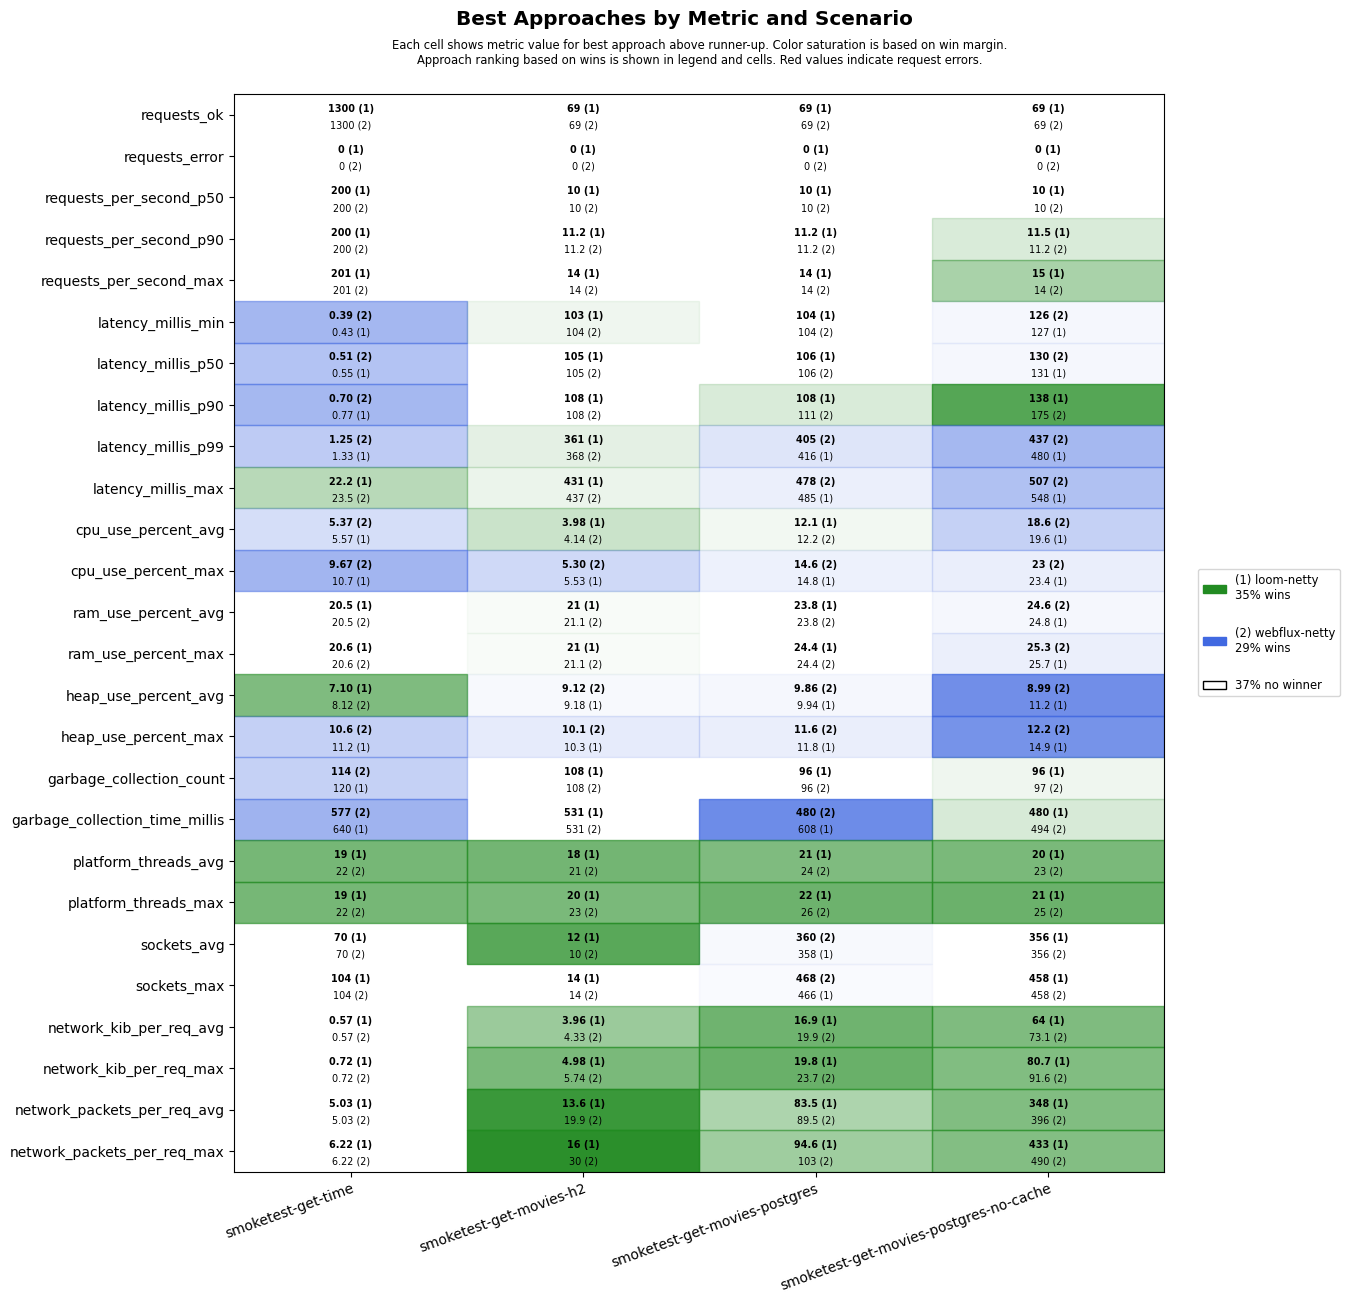 Best Approaches by Metric and Scenario
Each cell shows metric value for best approach above runner-up. Color saturation is based on win margin.
Approach ranking based on wins is shown in legend and cells. Red values indicate request errors.
requests_ok
1300 (1) 69 (1) 69 (1) 69 (1)
1300 (2) 69 (2) 69 (2) 69 (2)
requests_error
0 (1) 0 (1) 0 (1) 0 (1)
0 (2) 0 (2) 0 (2) 0 (2)
requests_per_second_p50
200 (1) 10 (1) 10 (1) 10 (1)
200 (2) 10 (2) 10 (2) 10 (2)
requests_per_second_p90
200 (1) 11.2 (1) 11.2 (1) 11.5 (1)
200 (2) 11.2 (2) 11.2 (2) 11.2 (2)
requests_per_second_max
201 (1) 14 (1) 14 (1) 15 (1)
201 (2) 14 (2) 14 (2) 14 (2)
latency_millis_min
0.39 (2) 103 (1) 104 (1) 126 (2)
0.43 (1) 104 (2) 104 (2) 127 (1)
latency_millis_p50
0.51 (2) 105 (1) 106 (1) 130 (2)
0.55 (1) 105 (2) 106 (2) 131 (1)
latency_millis_p90
0.70 (2) 108 (1) 108 (1) 138 (1)
0.77 (1) 108 (2) 111 (2) 175 (2)
latency_millis_p99
1.25 (2) 361 (1) 405 (2) 437 (2)
1.33 (1) 368 (2) 416 (1) 480 (1)
latency_millis_max
22.2 (1) 431 (1) 478 (2) 507 (2)
23.5 (2) 437 (2) 485 (1) 548 (1)
cpu_use_percent_avg
5.37 (2) 3.98 (1) 12.1 (1) 18.6 (2)
5.57 (1) 4.14 (2) 12.2 (2) 19.6 (1)
cpu_use_percent_max
9.67 (2) 5.30 (2) 14.6 (2) 23 (2)
10.7 (1) 5.53 (1) 14.8 (1) 23.4 (1)
ram_use_percent_avg
20.5 (1) 21 (1) 23.8 (1) 24.6 (2)
20.5 (2) 21.1 (2) 23.8 (2) 24.8 (1)
ram_use_percent_max
20.6 (1) 21 (1) 24.4 (1) 25.3 (2)
20.6 (2) 21.1 (2) 24.4 (2) 25.7 (1)
heap_use_percent_avg
7.10 (1) 9.12 (2) 9.86 (2) 8.99 (2)
8.12 (2) 9.18 (1) 9.94 (1) 11.2 (1)
heap_use_percent_max
10.6 (2) 10.1 (2) 11.6 (2) 12.2 (2)
11.2 (1) 10.3 (1) 11.8 (1) 14.9 (1)
garbage_collection_count
114 (2) 108 (1) 96 (1) 96 (1)
120 (1) 108 (2) 96 (2) 97 (2)
garbage_collection_time_millis
577 (2) 531 (1) 480 (2) 480 (1)
640 (1) 531 (2) 608 (1) 494 (2)
platform_threads_avg
19 (1) 18 (1) 21 (1) 20 (1)
22 (2) 21 (2) 24 (2) 23 (2)
platform_threads_max
19 (1) 20 (1) 22 (1) 21 (1)
22 (2) 23 (2) 26 (2) 25 (2)
sockets_avg
70 (1) 12 (1) 360 (2) 356 (1)
70 (2) 10 (2) 358 (1) 356 (2)
sockets_max
104 (1) 14 (1) 468 (2) 458 (1)
104 (2) 14 (2) 466 (1) 458 (2)
network_kib_per_req_avg
0.57 (1) 3.96 (1) 16.9 (1) 64 (1)
0.57 (2) 4.33 (2) 19.9 (2) 73.1 (2)
network_kib_per_req_max
0.72 (1) 4.98 (1) 19.8 (1) 80.7 (1)
0.72 (2) 5.74 (2) 23.7 (2) 91.6 (2)
network_packets_per_req_avg
5.03 (1) 13.6 (1) 83.5 (1) 348 (1)
5.03 (2) 19.9 (2) 89.5 (2) 396 (2)
network_packets_per_req_max
6.22 (1) 16 (1) 94.6 (1) 433 (1)
6.22 (2) 30 (2) 103 (2) 490 (2)
smoketest-get-time
smoketest-get-movies-h2
smoketest-get-movies-postgres
smoketest-get-movies-postgres-no-cache
(1) loom-netty
35% wins
(2) webflux-netty
29% wins
37% no winner